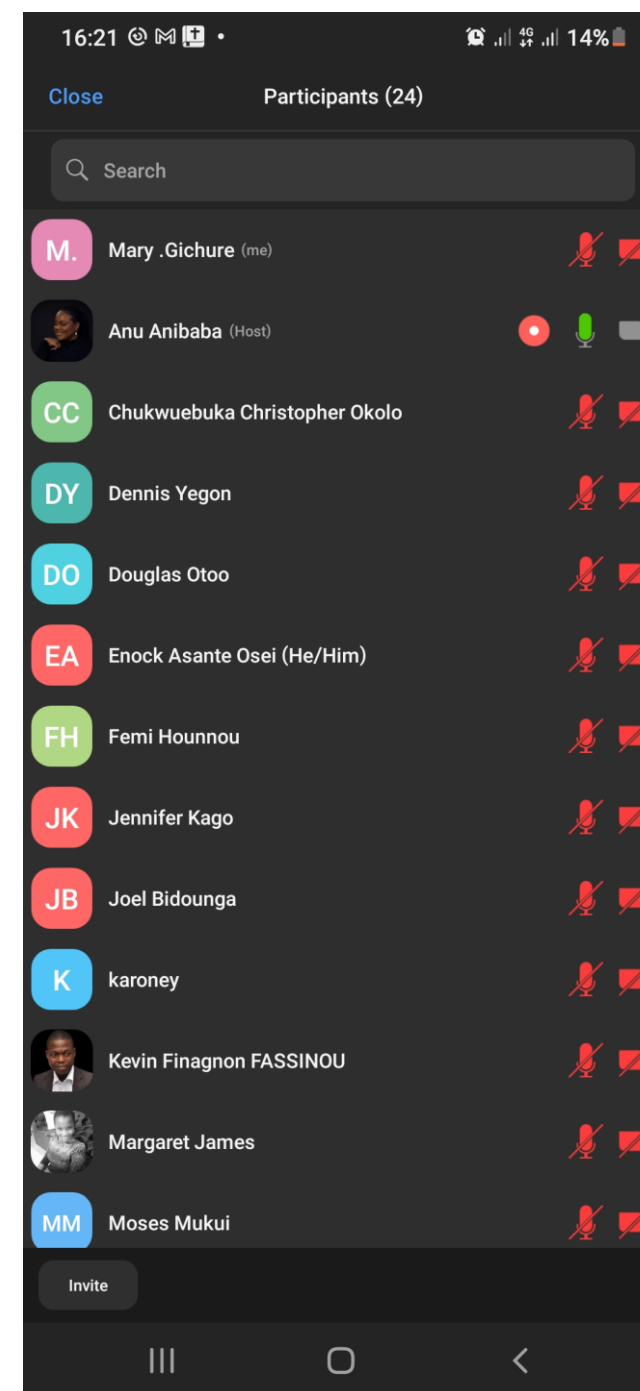 16:21 4G 14%
Close Participants (24)
Search
M. Mary .Gichure (me)
Anu Anibaba (Host)
CC Chukwuebuka Christopher Okolo
DY Dennis Yegon
DO Douglas Otoo
EA Enock Asante Osei (He/Him)
FH Femi Hounnou
JK Jennifer Kago
JB Joel Bidounga
K karoney
Kevin Finagnon FASSINOU
Margaret James
MM Moses Mukui
Invite